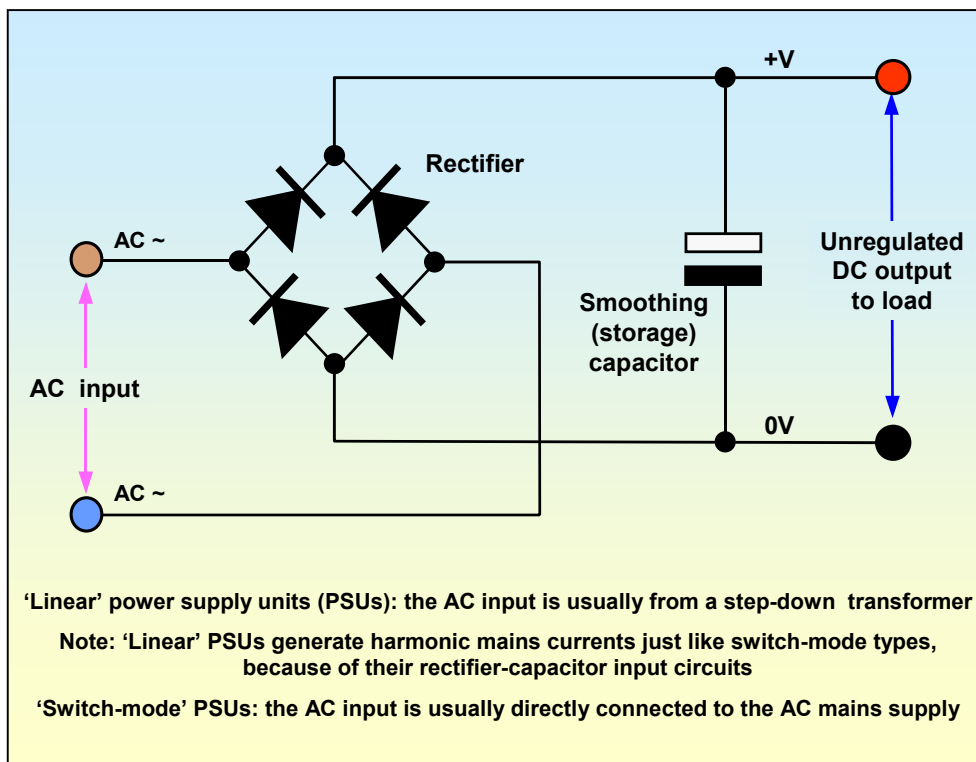 +V
Rectifier
AC ~
Unregulated
DC output
to load
Smoothing
(storage)
capacitor
AC input
0V
AC ~
‘Linear’ power supply units (PSUs): the AC input is usually from a step-down transformer
Note: ‘Linear’ PSUs generate harmonic mains currents just like switch-mode types,
because of their rectifier-capacitor input circuits
‘Switch-mode’ PSUs: the AC input is usually directly connected to the AC mains supply